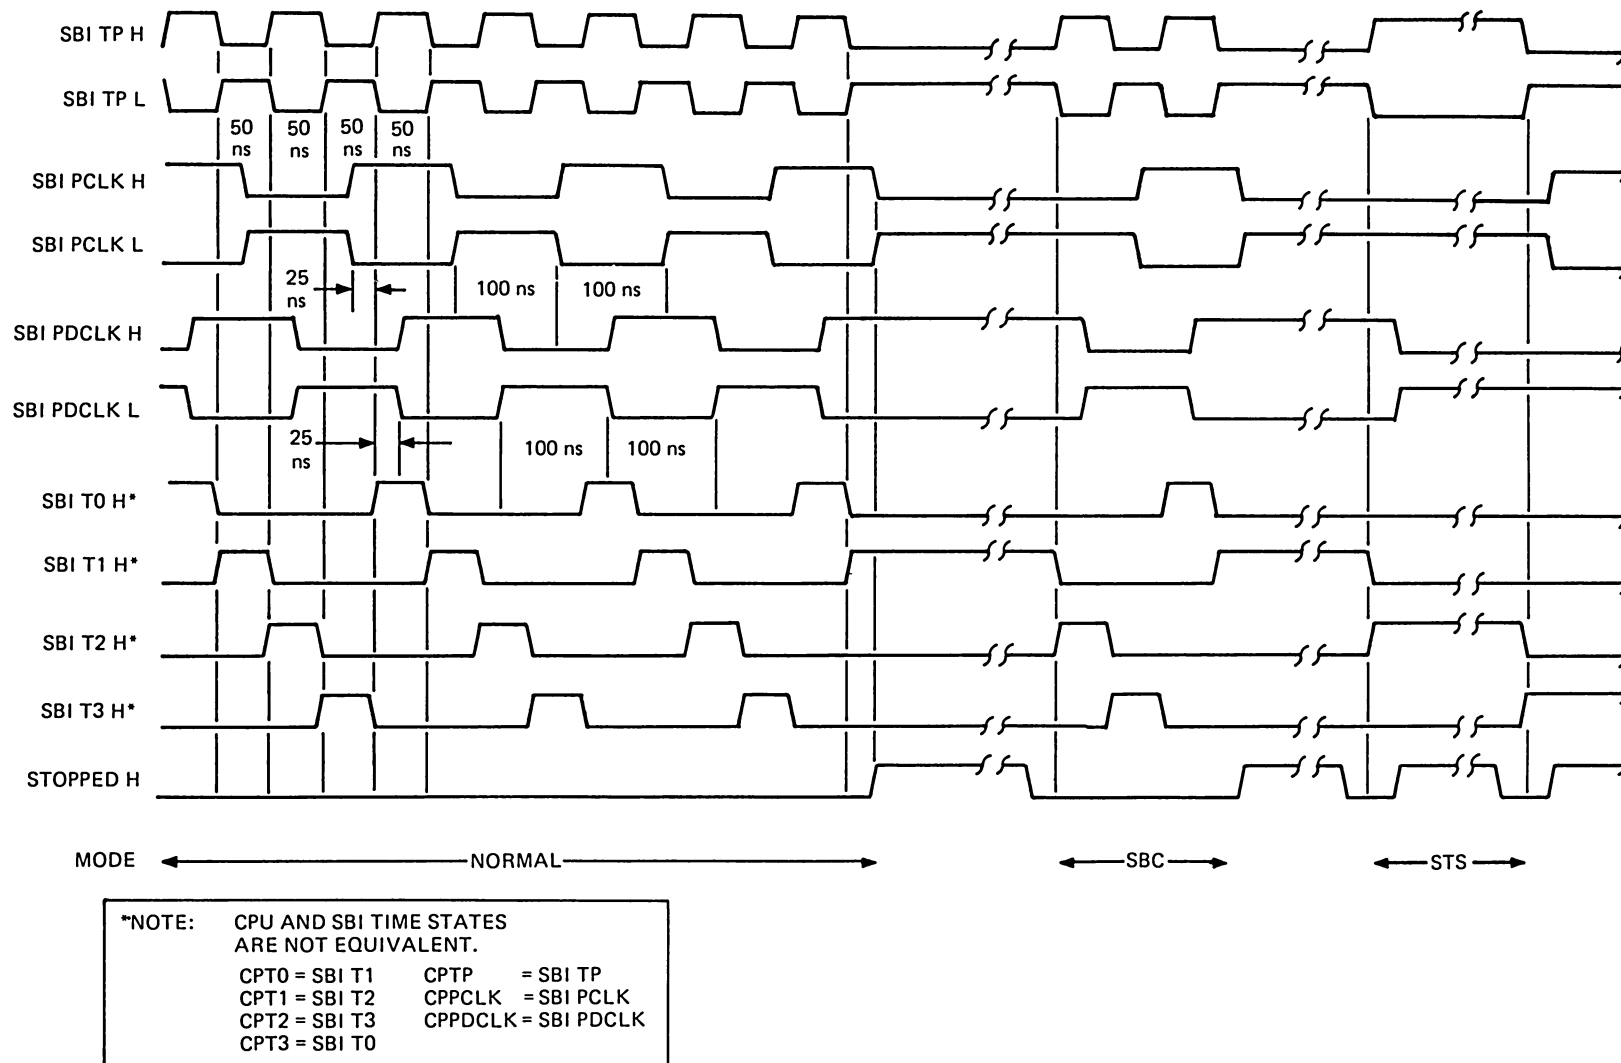 SBI TP H
SBI TP L
50 ns
50 ns
50 ns
50 ns
SBI PCLK H
SBI PCLK L
25 ns
100 ns
100 ns
SBI PDCLK H
SBI PDCLK L
25 ns
100 ns
100 ns
SBI T0 H*
SBI T1 H*
SBI T2 H*
SBI T3 H*
STOPPED H
MODE NORMAL SBC STS
*NOTE: CPU AND SBI TIME STATES
ARE NOT EQUIVALENT.
CPT0 = SBI T1 CPTP = SBI TP
CPT1 = SBI T2 CPPCLK = SBI PCLK
CPT2 = SBI T3 CPPDCLK = SBI PDCLK
CPT3 = SBI T0